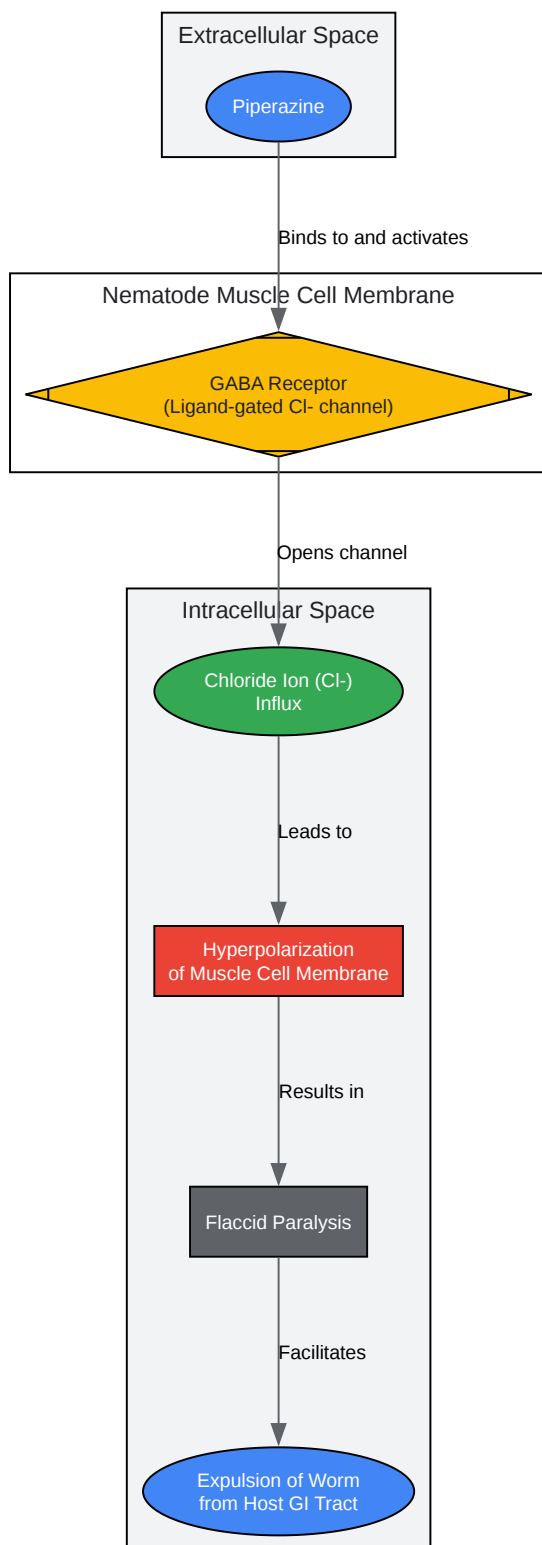 Extracellular Space
Piperazine
Binds to and activates
Nematode Muscle Cell Membrane
GABA Receptor
(Ligand-gated Cl- channel)
Opens channel
Intracellular Space
Chloride Ion (Cl-)
Influx
Leads to
Hyperpolarization
of Muscle Cell Membrane
Results in
Flaccid Paralysis
Facilitates
Expulsion of Worm
from Host GI Tract